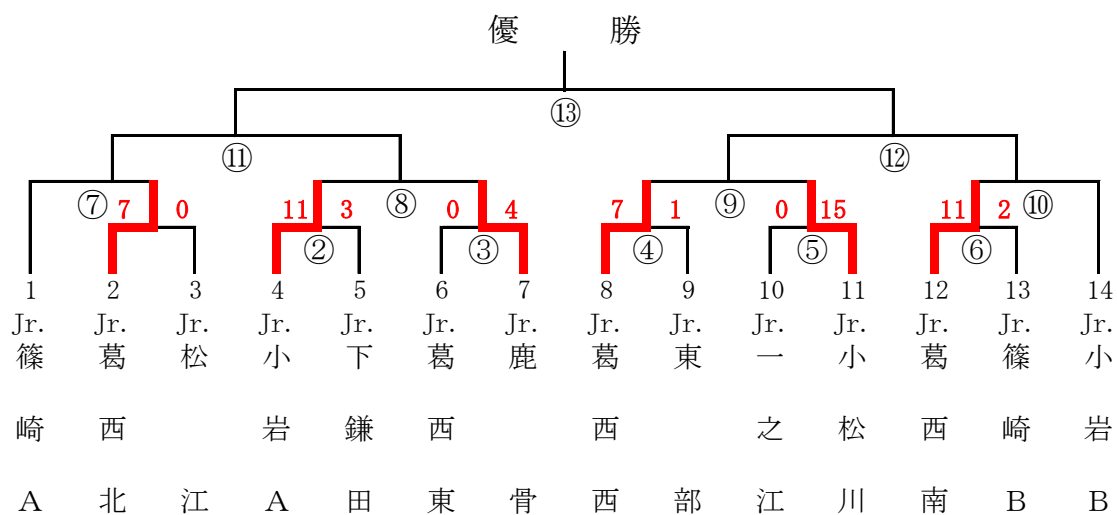 優勝
⑬
⑪ ⑫
⑦ ⑧ ⑨ ⑩
7 0 11 3 0 4 7 1 0 15 11 2
② ③ ④ ⑤ ⑥
1 2 3 4 5 6 7 8 9 10 11 12 13 14
Jr.篠崎A
Jr.葛西北
Jr.松江
Jr.小岩A
Jr.下鎌田
Jr.葛西東
Jr.鹿骨
Jr.葛西西
Jr.東部
Jr.一之江
Jr.小松川
Jr.葛西南
Jr.篠崎B
Jr.小岩B